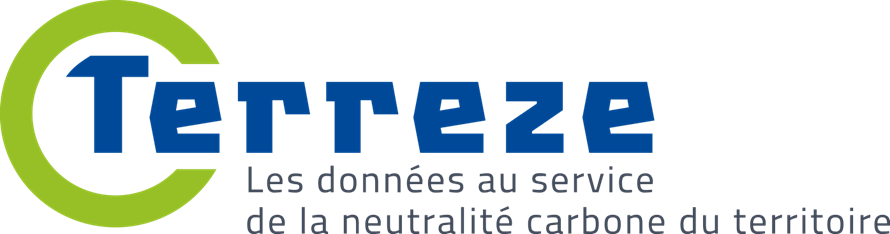 Terreze
Les données au service
de la neutralité carbone du territoire